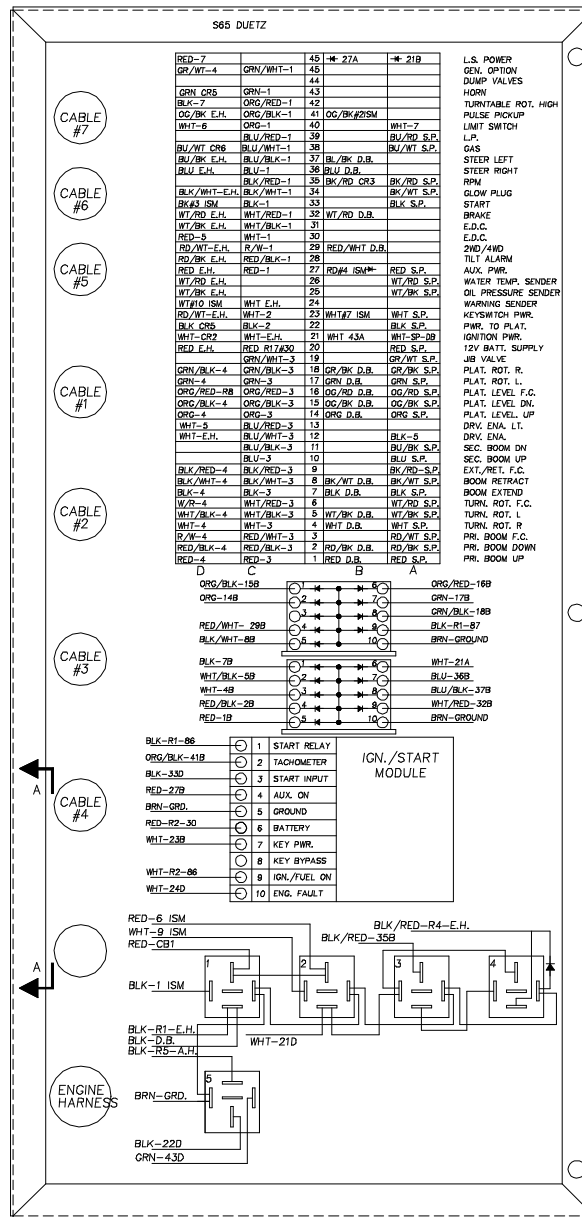 S65 DUETZ
RED-7 45 27A 21B L.S. POWER
GR/WT-4 GRN/WHT-1 45 GEN. OPTION
44 DUMP VALVES
GRN CR5 GRN-1 43 HORN
BLK-7 ORG/RED-1 42 TURNTABLE ROT. HIGH
OG/BK E.H. ORG/BLK-1 41 OG/BK#2ISM PULSE PICKUP
WHT-6 ORG-1 40 WHT-7 LIMIT SWITCH
BLU/RED-1 39 BU/RD S.P. L.P.
BU/WT CR6 BLU/WHT-1 38 BU/WT S.P. GAS
BU/BK E.H. BLU/BLK-1 37 BL/BK D.B. STEER LEFT
BLU E.H. BLU-1 36 BLU D.B. STEER RIGHT
BLK/RED-1 35 BK/RD CR3 BK/RD S.P. RPM
BLK/WHT-E.H. BLK/WHT-1 34 BK/WT S.P. GLOW PLUG
BK#3 ISM BLK-1 33 BLK S.P. START
WT/RD E.H. WHT/RED-1 32 WT/RD D.B. BRAKE
WT/BK E.H. WHT/BLK-1 31 E.D.C.
RED-5 WHT-1 30 E.D.C.
RD/WT-E.H. R/W-1 29 RED/WHT D.B. 2WD/4WD
RD/BK E.H. RED/BLK-1 28 TILT ALARM
RED E.H. RED-1 27 RD#4 ISM RED S.P. AUX. PWR.
WT/RD E.H. 26 WT/RD S.P. WATER TEMP. SENDER
WT/BK E.H. 25 WT/BK S.P. OIL PRESSURE SENDER
WT#10 ISM WHT E.H. 24 WARNING SENDER
RD/WT-E.H. WHT-2 23 WHT#7 ISM WHT S.P. KEYSWITCH PWR.
BLK CR5 BLK-2 22 BLK S.P. PWR. TO PLAT.
WHT-CR2 WHT-E.H. 21 WHT 43A WHT-SP-DB IGNITION PWR.
RED E.H. RED R17#30 20 RED S.P. 12V BATT. SUPPLY
GRN/WHT-3 19 GR/WT S.P. JIB VALVE
GRN/BLK-4 GRN/BLK-3 18 GR/BK D.B. GR/BK S.P. PLAT. ROT. R.
GRN-4 GRN-3 17 GRN D.B. GRN S.P. PLAT. ROT. L.
ORG/RED-R8 ORG/RED-3 16 OG/RD D.B. OG/RD S.P. PLAT. LEVEL F.C.
ORG/BLK-4 ORG/BLK-3 15 OG/BK D.B. OG/BK S.P. PLAT. LEVEL DN.
ORG-4 ORG-3 14 ORG D.B. ORG S.P. PLAT. LEVEL. UP
WHT-5 BLU/RED-3 13 DRV. ENA. LT.
WHT-E.H. BLU/WHT-3 12 BLK-5 DRV. ENA.
BLU/BLK-3 11 BU/BK S.P. SEC. BOOM DN
BLU-3 10 BLU S.P. SEC. BOOM UP
BLK/RED-4 BLK/RED-3 9 BK/RD-S.P. EXT./RET. F.C.
BLK/WHT-4 BLK/WHT-3 8 BK/WT D.B. BK/WT S.P. BOOM RETRACT
BLK-4 BLK-3 7 BLK D.B. BLK S.P. BOOM EXTEND
W/R-4 WHT/RED-3 6 WT/RD S.P. TURN. ROT. F.C.
WHT/BLK-4 WHT/BLK-3 5 WT/BK D.B. WT/BK S.P. TURN. ROT. L
WHT-4 WHT-3 4 WHT D.B. WHT S.P. TURN. ROT. R
R/W-4 RED/WHT-3 3 RD/WT S.P. PRI. BOOM F.C.
RED/BLK-4 RED/BLK-3 2 RD/BK D.B. RD/BK S.P. PRI. BOOM DOWN
RED-4 RED-3 1 RED D.B. RED S.P. PRI. BOOM UP
D C B A
CABLE
#7
CABLE
#6
CABLE
#5
CABLE
#1
CABLE
#2
CABLE
#3
CABLE
#4
ENGINE
HARNESS
A
A
ORG/BLK-15B 1 6 ORG/RED-16B
ORG-14B 2 7 GRN-17B
3 8 GRN/BLK-18B
RED/WHT- 29B 4 9 BLK-R1-87
BLK/WHT-8B 5 10 BRN-GROUND
BLK-7B 1 6 WHT-21A
WHT/BLK-5B 2 7 BLU-36B
WHT-4B 3 8 BLU/BLK-37B
RED/BLK-2B 4 9 WHT/RED-32B
RED-1B 5 10 BRN-GROUND
IGN./START
MODULE
BLK-R1-86 1 START RELAY
ORG/BLK-41B 2 TACHOMETER
BLK-33D 3 START INPUT
RED-27B 4 AUX. ON
BRN-GRD. 5 GROUND
RED-R2-30 6 BATTERY
WHT-23B 7 KEY PWR.
8 KEY BYPASS
WHT-R2-86 9 IGN./FUEL ON
WHT-24D 10 ENG. FAULT
RED-6 ISM
WHT-9 ISM
RED-CB1
BLK/RED-R4-E.H.
BLK/RED-35B
1 2 3 4
BLK-1 ISM
BLK-R1-E.H.
BLK-D.B.
BLK-R5-A.H.
WHT-21D
5
BRN-GRD.
BLK-22D
GRN-43D